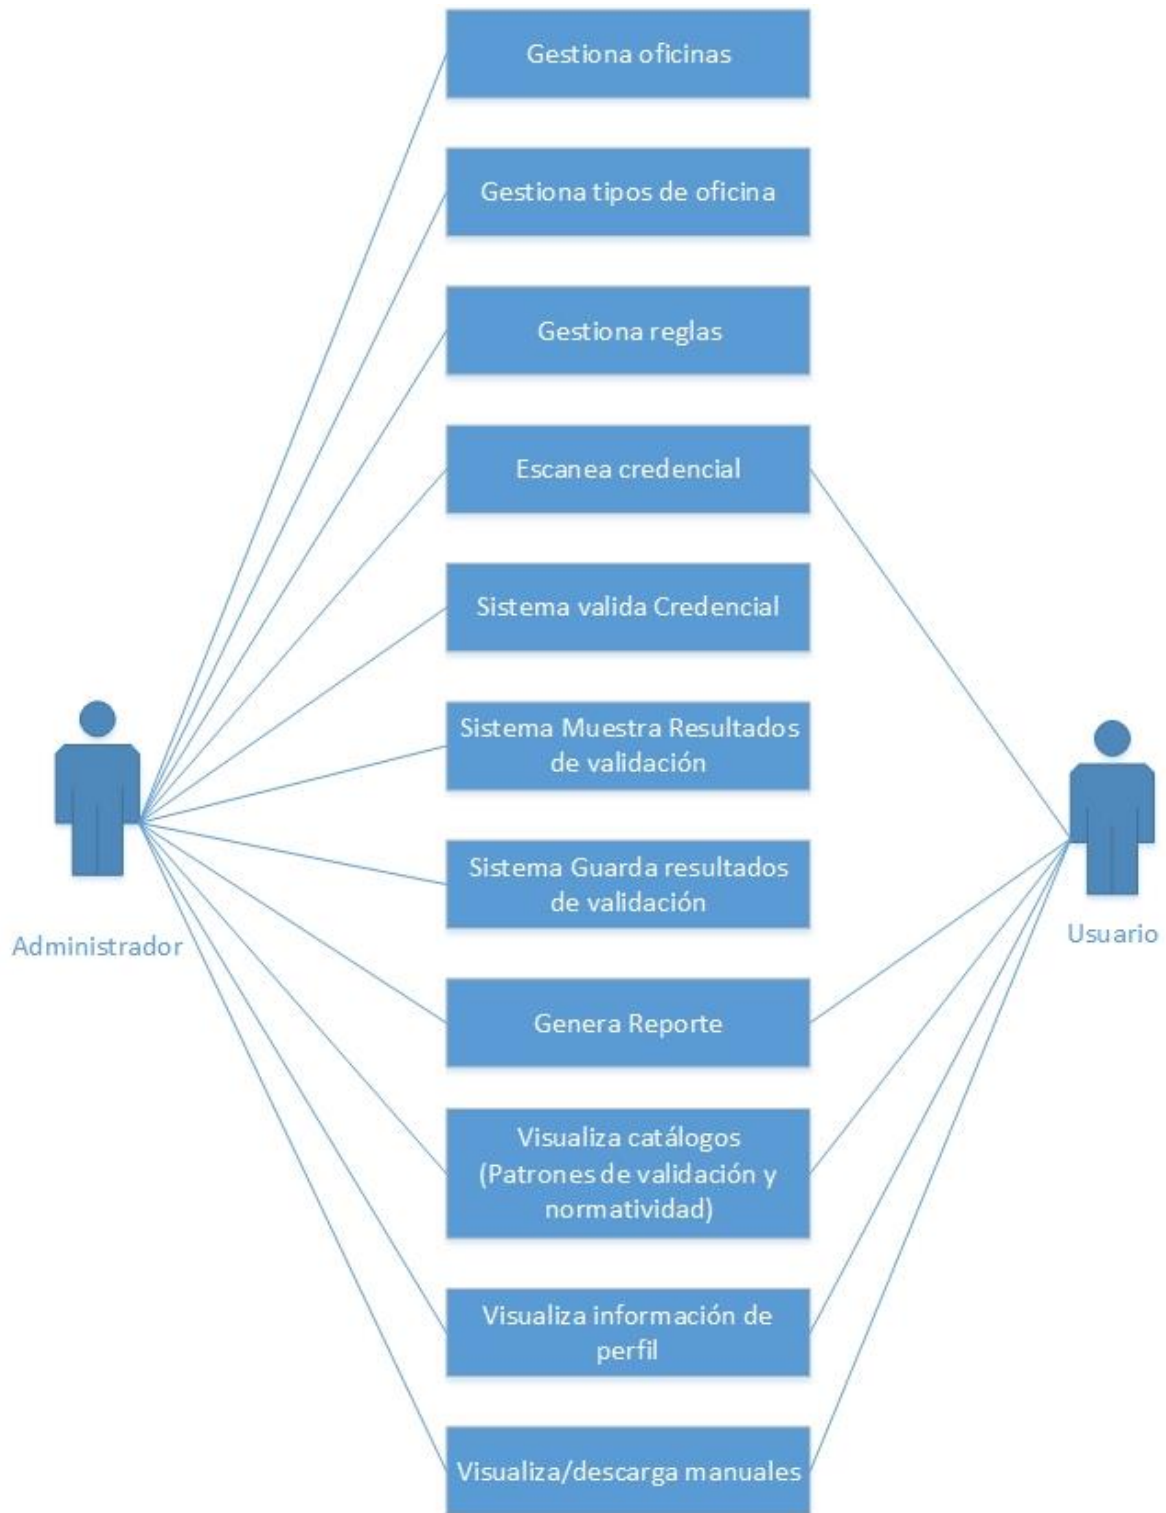 Gestiona oficinas
Gestiona tipos de oficina
Gestiona reglas
Escanea credencial
Sistema valida Credencial
Sistema Muestra Resultados
de validación
Sistema Guarda resultados
de validación
Administrador
Usuario
Genera Reporte
Visualiza catálogos
(Patrones de validación y
normatividad)
Visualiza información de
perfil
Visualiza/descarga manuales